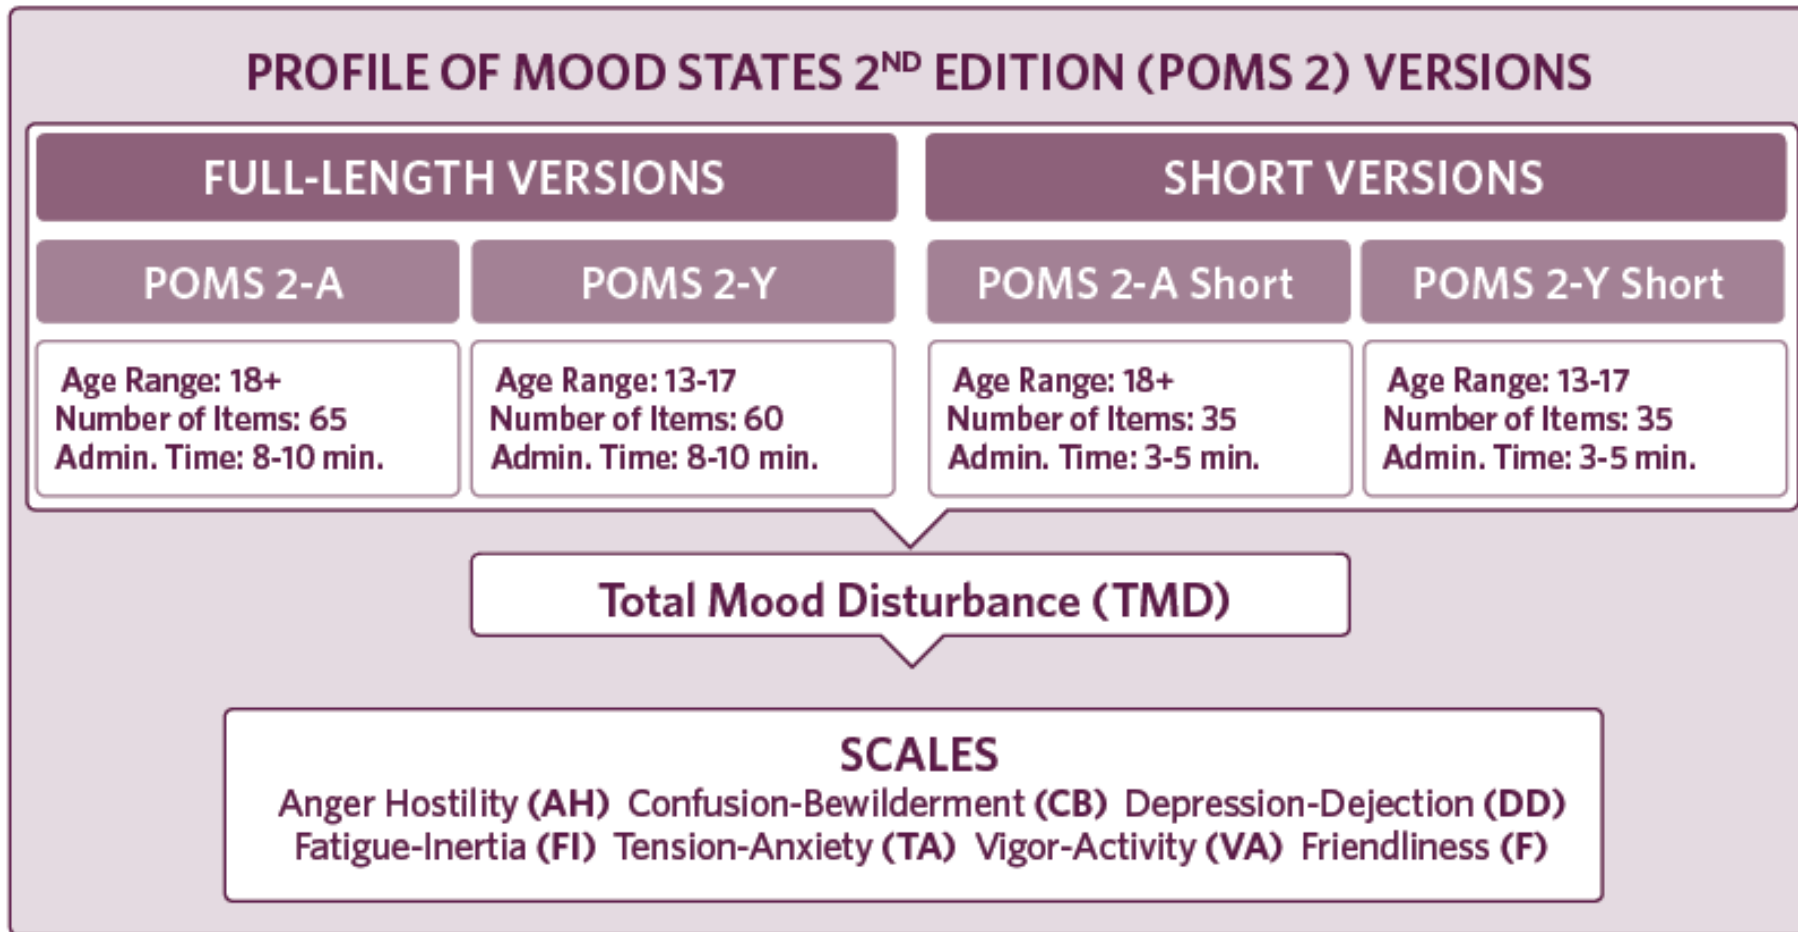 PROFILE OF MOOD STATES 2ND EDITION (POMS 2) VERSIONS
FULL-LENGTH VERSIONS
SHORT VERSIONS
POMS 2-A
POMS 2-Y
POMS 2-A Short
POMS 2-Y Short
Age Range: 18+
Number of Items: 65
Admin. Time: 8-10 min.
Age Range: 13-17
Number of Items: 60
Admin. Time: 8-10 min.
Age Range: 18+
Number of Items: 35
Admin. Time: 3-5 min.
Age Range: 13-17
Number of Items: 35
Admin. Time: 3-5 min.
Total Mood Disturbance (TMD)
SCALES
Anger Hostility (AH) Confusion-Bewilderment (CB) Depression-Dejection (DD)
Fatigue-Inertia (FI) Tension-Anxiety (TA) Vigor-Activity (VA) Friendliness (F)